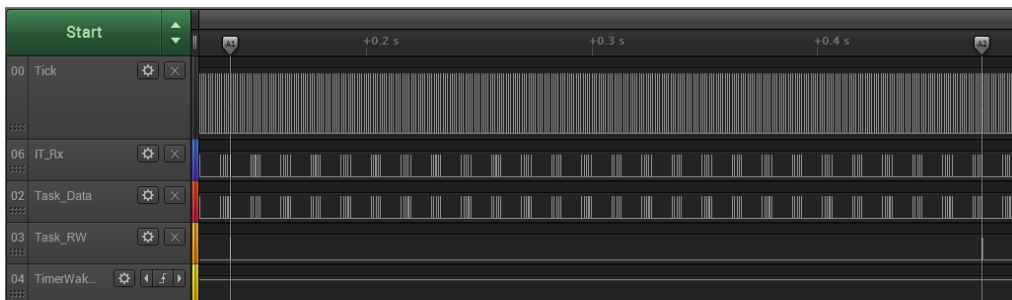 Start
A1
+0.2 s
+0.3 s
+0.4 s
A2
00 Tick
06 IT_Rx
02 Task_Data
03 Task_RW
04 TimerWak...